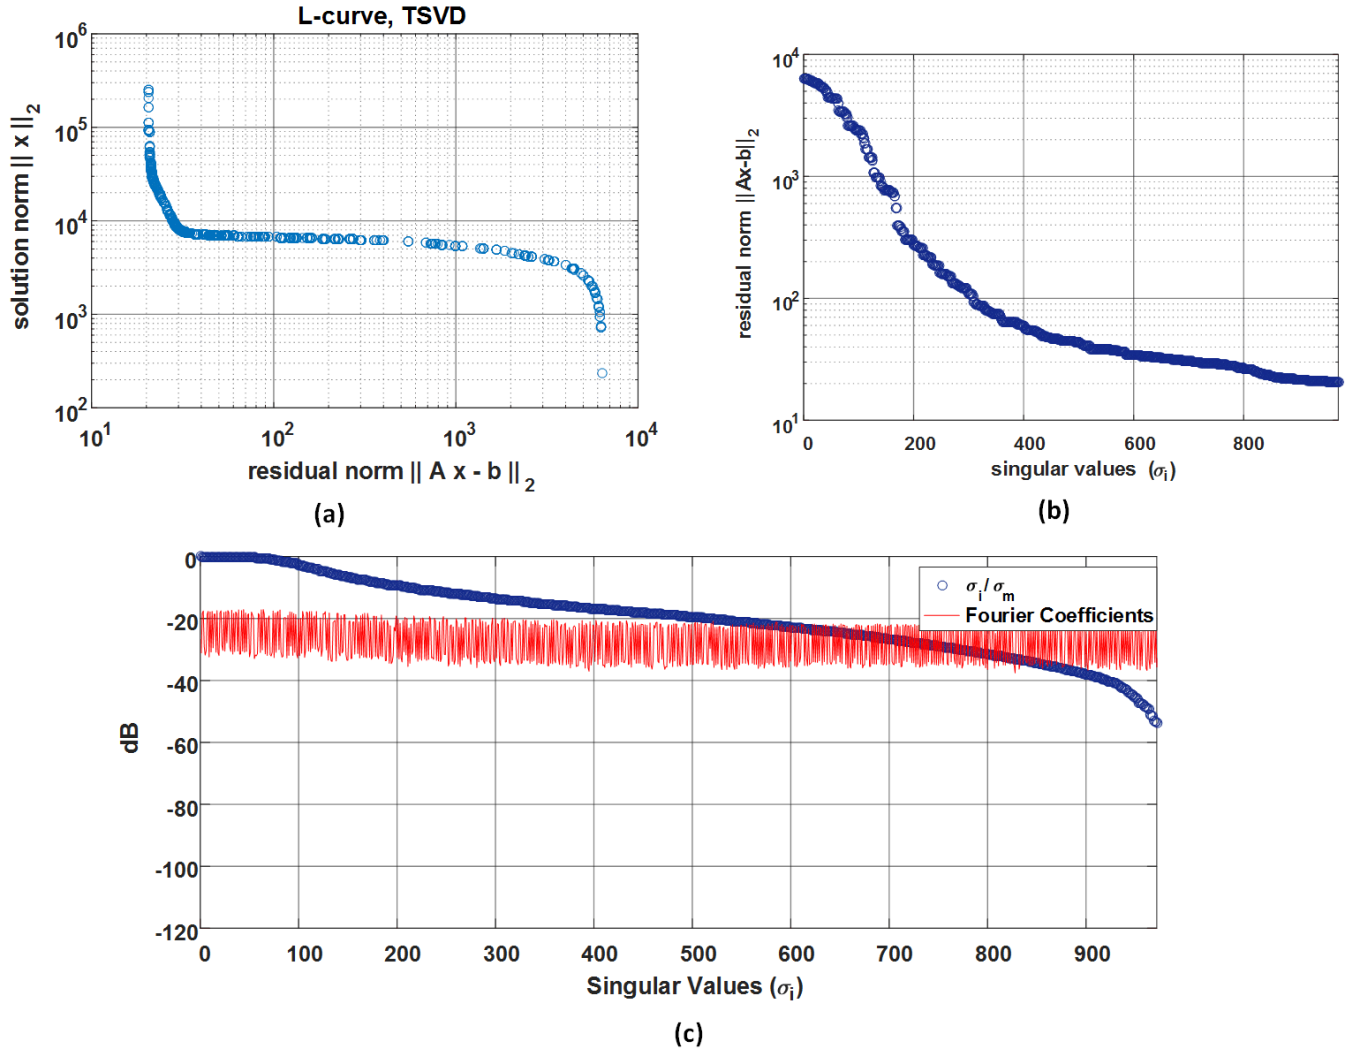 L-curve, TSVD
solution norm || x ||2
10^6
10^5
10^4
10^3
10^2
10^1 10^2 10^3 10^4
residual norm || A x - b ||2
(a)
residual norm ||Ax-b||2
10^4
10^3
10^2
10^1
0 200 400 600 800
singular values (σi)
(b)
dB
0
-20
-40
-60
-80
-100
-120
σi/σm
Fourier Coefficients
0 100 200 300 400 500 600 700 800 900
Singular Values (σi)
(c)